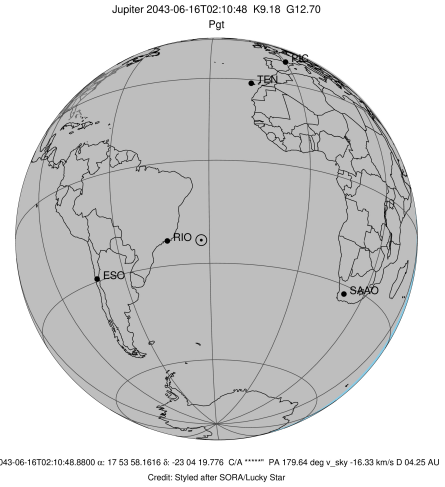 Jupiter 2043-06-16T02:10:48 K9.18 G12.70
Pgt
PIC
TEN
RIO
ESO
SAAO
043-06-16T02:10:48.8800 α: 17 53 58.1616 δ: -23 04 19.776 C/A *****" PA 179.64 deg v_sky -16.33 km/s D 04.25 AU
Credit: Styled after SORA/Lucky Star